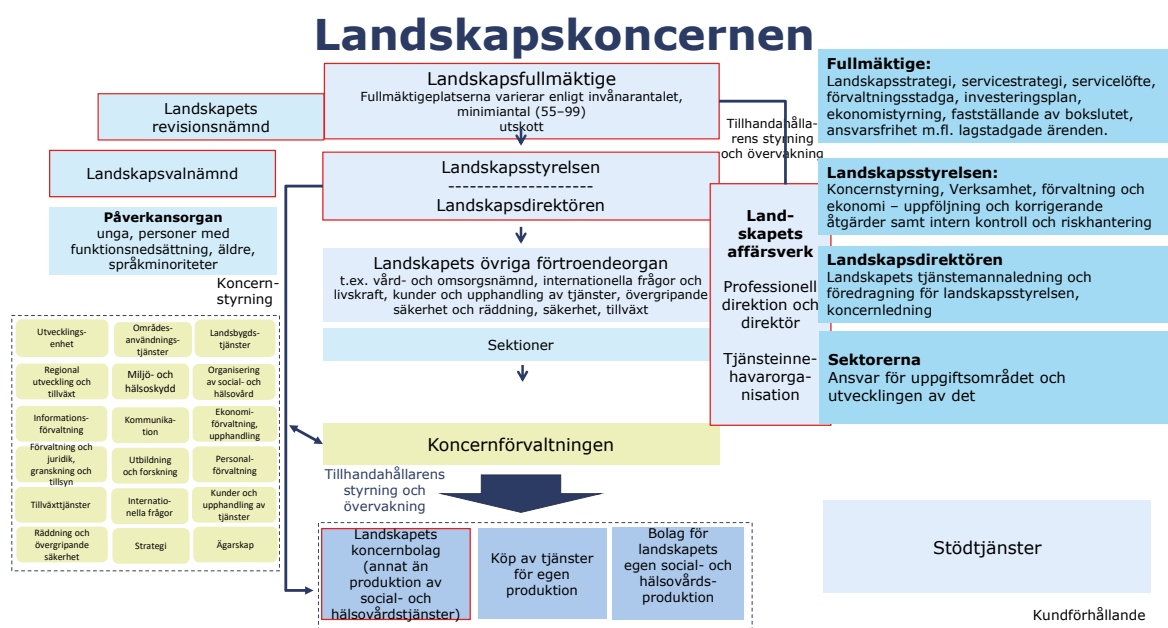 Landskapskoncernen
Landskapsfullmäktige
Fullmäktigeplatserna varierar enligt invånarantalet,
minimiantal (55–99)
utskott
Landskapets
revisionsnämnd
Landskapsvalnämnd
Påverkansorgan
unga, personer med
funktionsnedsättning, äldre,
språkminoriteter
Koncern-
styrning
Landskapsstyrelsen
------------------
Landskapsdirektören
Landskapets övriga förtroendeorgan
t.ex. vård- och omsorgsnämnd, internationella frågor och
livskraft, kunder och upphandling av tjänster, övergripande
säkerhet och räddning, säkerhet, tillväxt
Sektioner
Koncernförvaltningen
Tillhandahålla-
rens styrning
och övervakning
Land-
skapets
affärsverk
Professionell
direktion och
direktör
Tjänsteinne-
havarorga-
nisation
Fullmäktige:
Landskapsstrategi, servicestrategi, servicelöfte,
förvaltningsstadga, investeringsplan,
ekonomistyrning, fastställande av bokslutet,
ansvarsfrihet m.fl. lagstadgade ärenden.
Landskapsstyrelsen:
Koncernstyrning, Verksamhet, förvaltning och
ekonomi – uppföljning och korrigerande
åtgärder samt intern kontroll och riskhantering
Landskapsdirektören
Landskapets tjänstemannaledning och
föredragning för landskapsstyrelsen,
koncernledning
Sektorerna
Ansvar för uppgiftsområdet och
utvecklingen av det
Utvecklings-
enhet
Områdes-
användnings-
tjänster
Landsbygds-
tjänster
Regional
utveckling och
tillväxt
Miljö- och
hälsoskydd
Organisering
av social- och
hälsovård
Informations-
förvaltning
Kommunika-
tion
Ekonomi-
förvaltning,
upphandling
Förvaltning och
juridik,
granskning och
tillsyn
Utbildning
och forskning
Personal-
förvaltning
Tillväxttjänster
Internatio-
nella frågor
Kunder och
upphandling av
tjänster
Räddning och
övergripande
säkerhet
Strategi
Ägarskap
Tillhandahållarens
styrning och
övervakning
Landskapets
koncernbolag
(annat än
produktion av
social- och
hälsovårdstjänster)
Köp av tjänster
för egen
produktion
Bolag för
landskapets
egen social- och
hälsovårds-
produktion
Stödtjänster
Kundförhållande